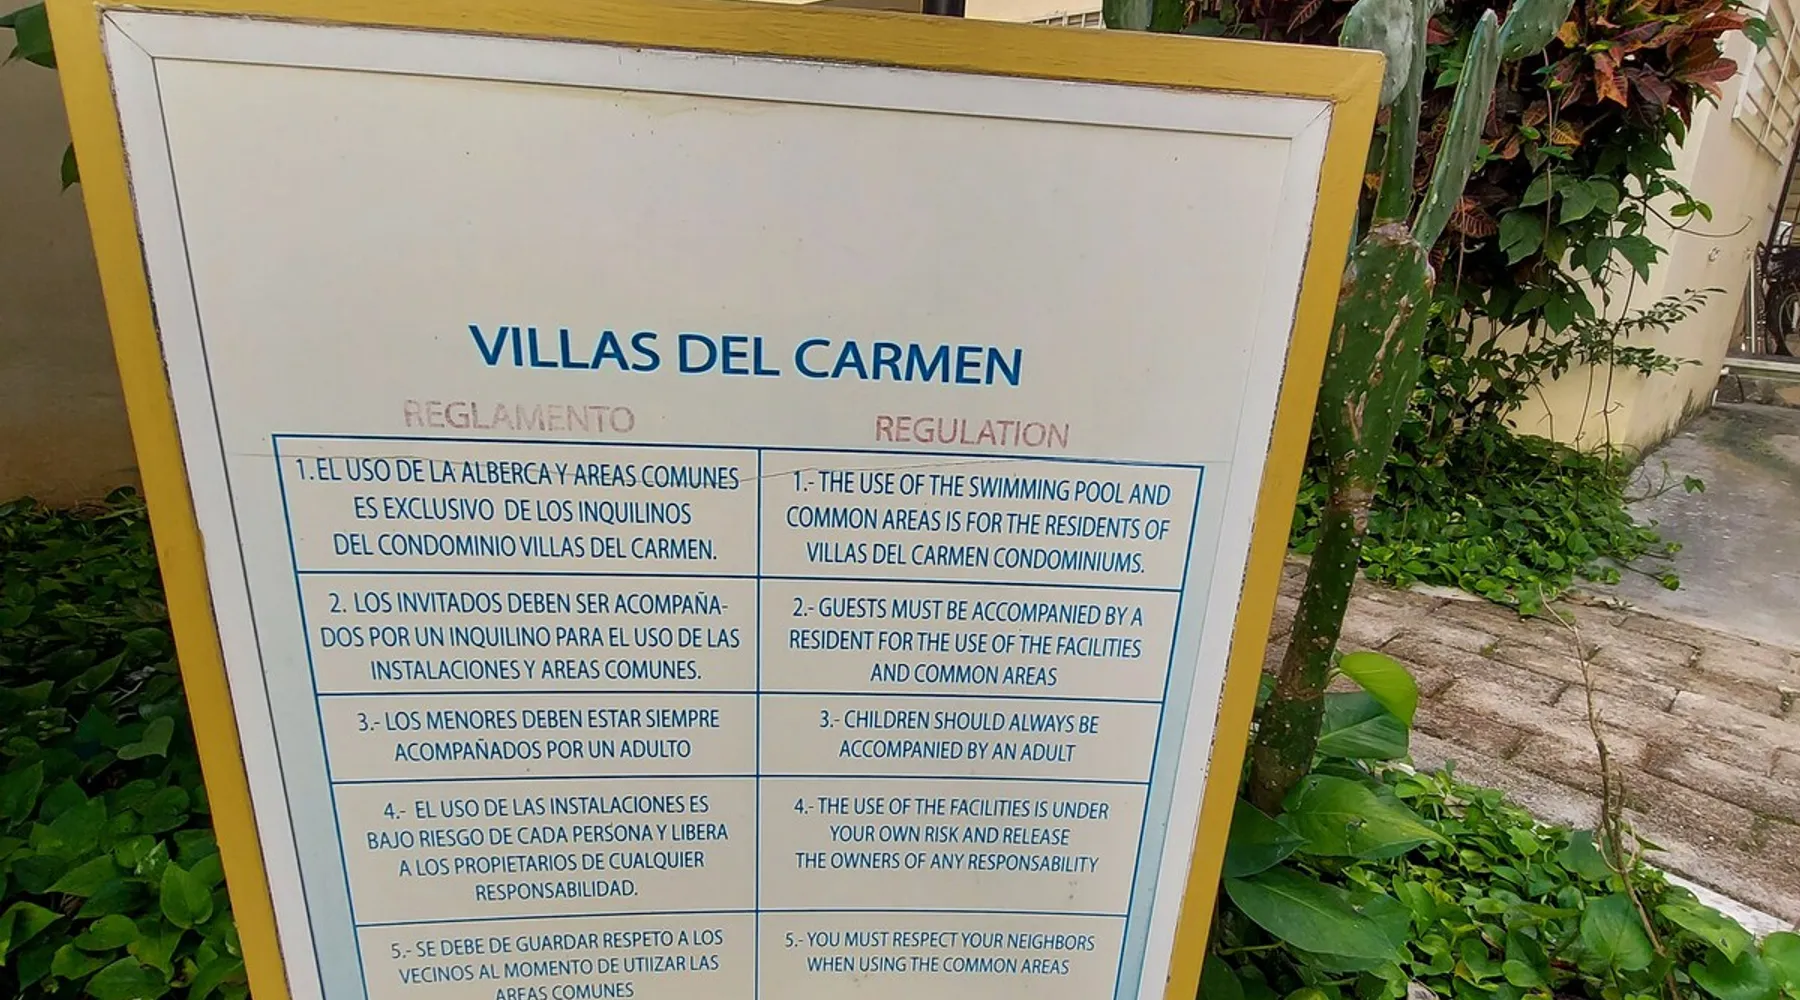 VILLAS DEL CARMEN
REGLAMENTO
1. EL USO DE LA ALBERCA Y AREAS COMUNES
ES EXCLUSIVO DE LOS INQUILINOS
DEL CONDOMINIO VILLAS DEL CARMEN.
2. LOS INVITADOS DEBEN SER ACOMPAÑA-
DOS POR UN INQUILINO PARA EL USO DE LAS
INSTALACIONES Y AREAS COMUNES.
3.- LOS MENORES DEBEN ESTAR SIEMPRE
ACOMPAÑADOS POR UN ADULTO
4.- EL USO DE LAS INSTALACIONES ES
BAJO RIESGO DE CADA PERSONA Y LIBERA
A LOS PROPIETARIOS DE CUALQUIER
RESPONSABILIDAD.
5.- SE DEBE DE GUARDAR RESPETO A LOS
VECINOS AL MOMENTO DE UTIIZAR LAS
AREAS COMUNES
REGULATION
1.- THE USE OF THE SWIMMING POOL AND
COMMON AREAS IS FOR THE RESIDENTS OF
VILLAS DEL CARMEN CONDOMINIUMS.
2.- GUESTS MUST BE ACCOMPANIED BY A
RESIDENT FOR THE USE OF THE FACILITIES
AND COMMON AREAS
3.- CHILDREN SHOULD ALWAYS BE
ACCOMPANIED BY AN ADULT
4.- THE USE OF THE FACILITIES IS UNDER
YOUR OWN RISK AND RELEASE
THE OWNERS OF ANY RESPONSABILITY
5.- YOU MUST RESPECT YOUR NEIGHBORS
WHEN USING THE COMMON AREAS